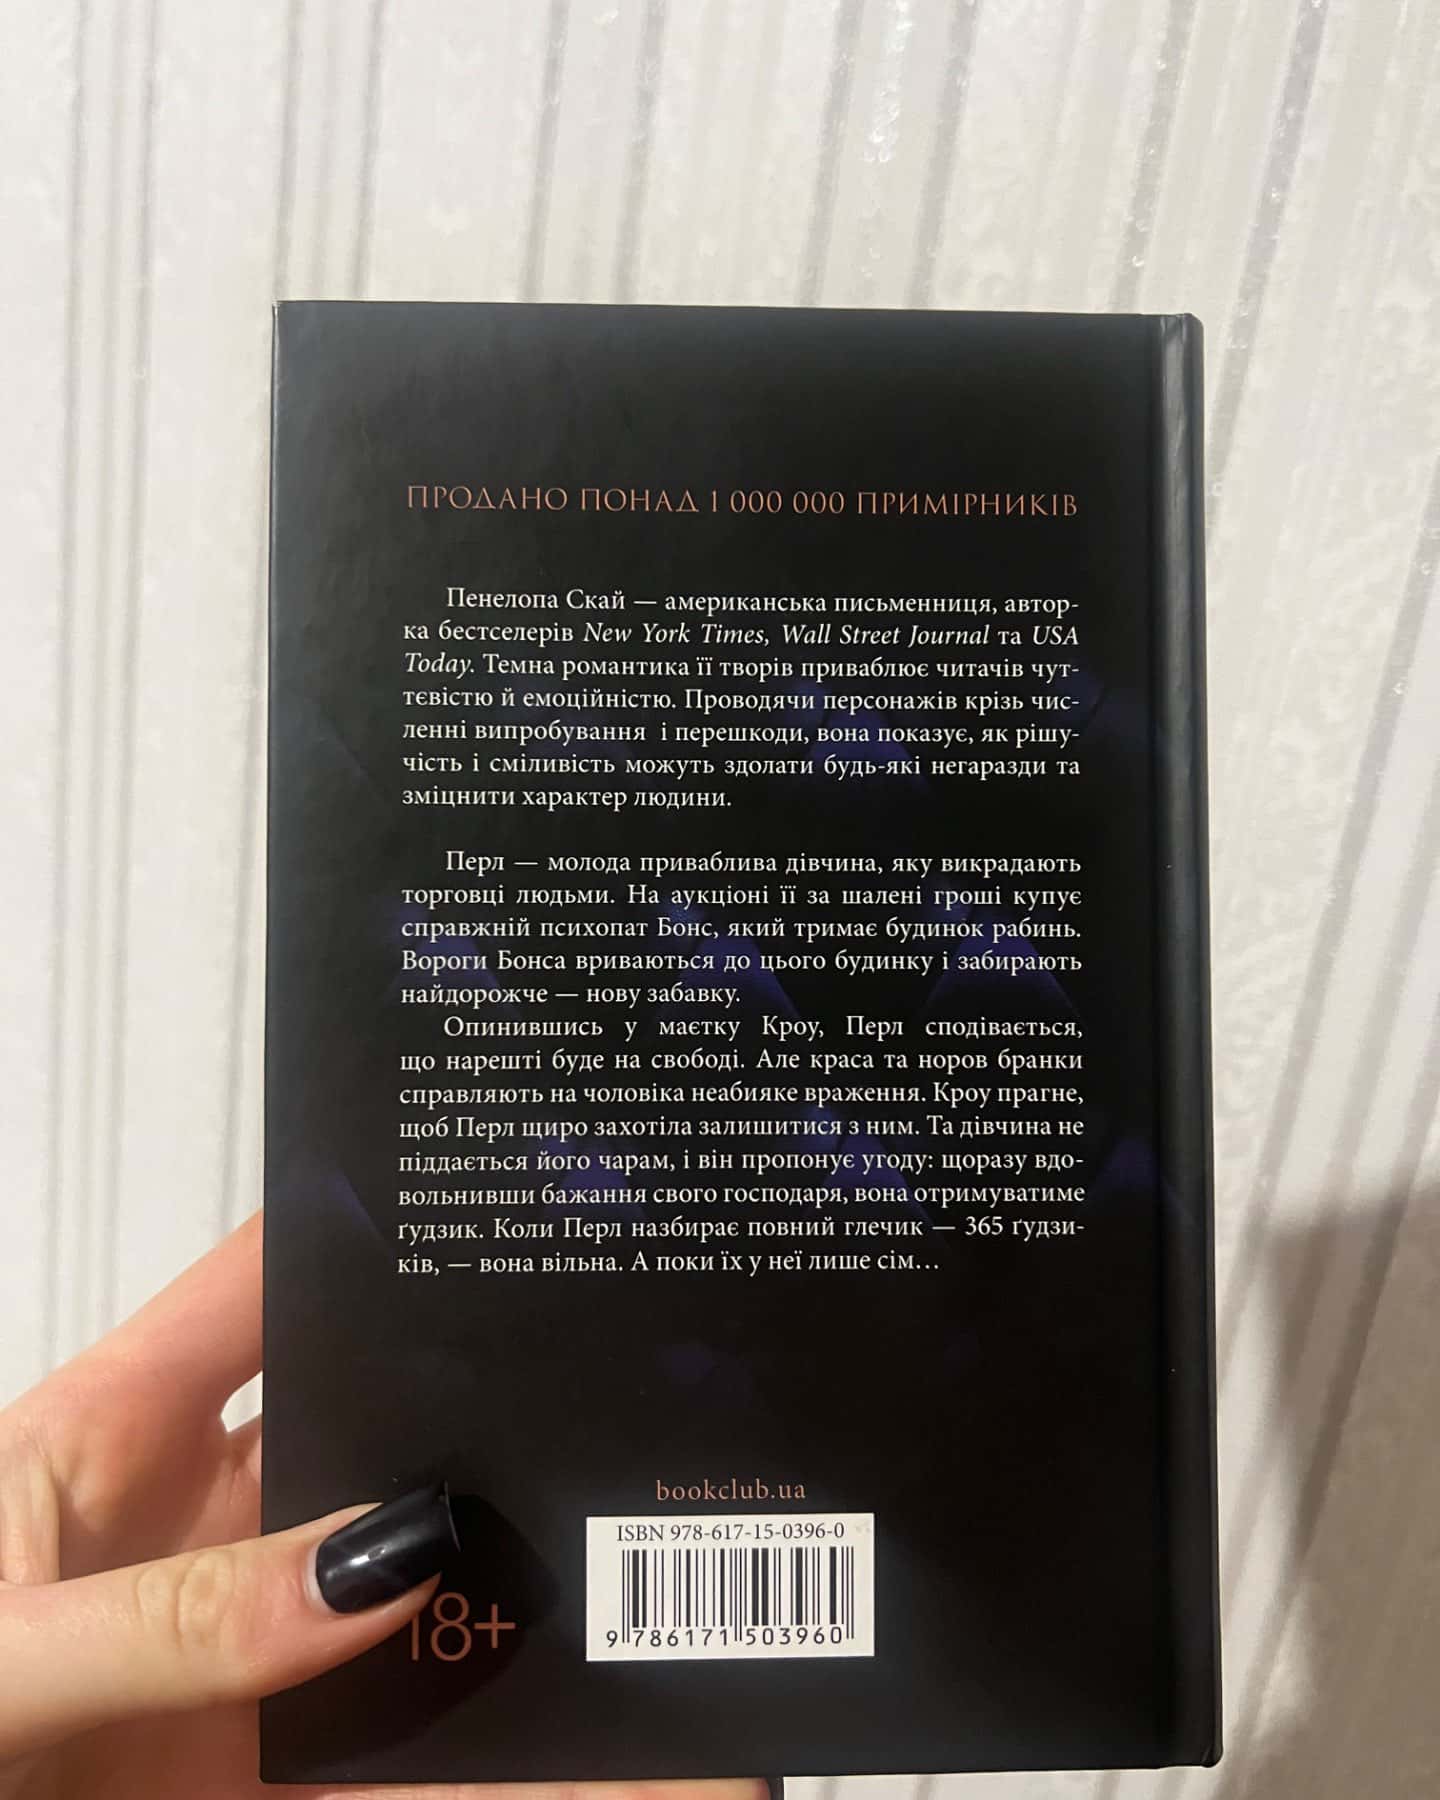 ПРОДАНО ПОНАД 1 000 000 ПРИМІРНИКІВ
Пенелопа Скай — американська письменниця, автор-
ка бестселерів New York Times, Wall Street Journal та USA
Today. Темна романтика її творів приваблює читачів чут-
тєвістю й емоційністю. Проводячи персонажів крізь чис-
ленні випробування і перешкоди, вона показує, як рішу-
чість і сміливість можуть здолати будь-які негаразди та
зміцнити характер людини.
Перл — молода приваблива дівчина, яку викрадають
торговці людьми. На аукціоні її за шалені гроші купує
справжній психопат Бонс, який тримає будинок рабинь.
Вороги Бонса вриваються до цього будинку і забирають
найдорожче — нову забавку.
Опинившись у маєтку Кроу, Перл сподівається,
що нарешті буде на свободі. Але краса та норов бранки
справляють на чоловіка неабияке враження. Кроу прагне,
щоб Перл щиро захотіла залишитися з ним. Та дівчина не
піддається його чарам, і він пропонує угоду: щоразу вдо-
вольнивши бажання свого господаря, вона отримуватиме
ґудзик. Коли Перл назбирає повний глечик — 365 ґудзи-
ків, — вона вільна. А поки їх у неї лише сім…
bookclub.ua
ISBN 978-617-15-0396-0
9 786171 503960
18+